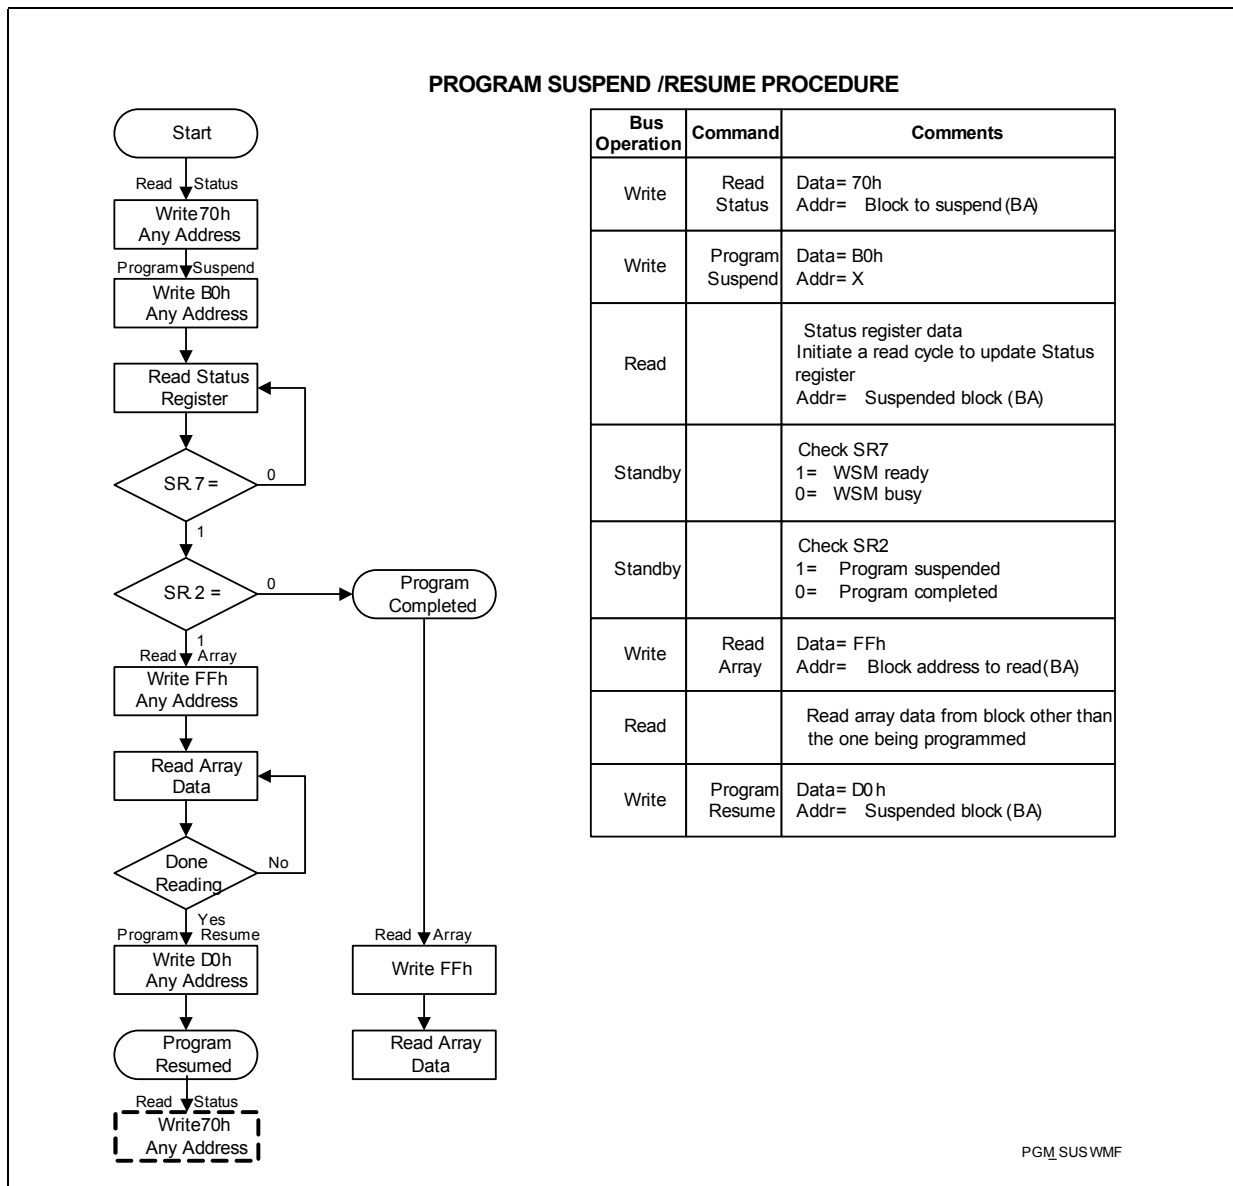 PROGRAM SUSPEND /RESUME PROCEDURE
Start
Read Status
Write70h
Any Address
Program Suspend
Write B0h
Any Address
Read Status
Register
SR.7 =
0
1
SR.2 =
0
Program
Completed
1
Read Array
Write FFh
Any Address
Read Array
Data
Done
Reading
No
Yes
Program Resume
Write D0h
Any Address
Read Array
Write FFh
Program
Resumed
Read Array
Data
Read Status
Write70h
Any Address
Bus
Operation
Command
Comments
Write
Read
Status
Data= 70h
Addr= Block to suspend (BA)
Write
Program
Suspend
Data= B0h
Addr= X
Read
Status register data
Initiate a read cycle to update Status
register
Addr= Suspended block (BA)
Standby
Check SR7
1= WSM ready
0= WSM busy
Standby
Check SR2
1= Program suspended
0= Program completed
Write
Read
Array
Data= FFh
Addr= Block address to read (BA)
Read
Read array data from block other than
the one being programmed
Write
Program
Resume
Data= D0h
Addr= Suspended block (BA)
PGM_SUSWMF